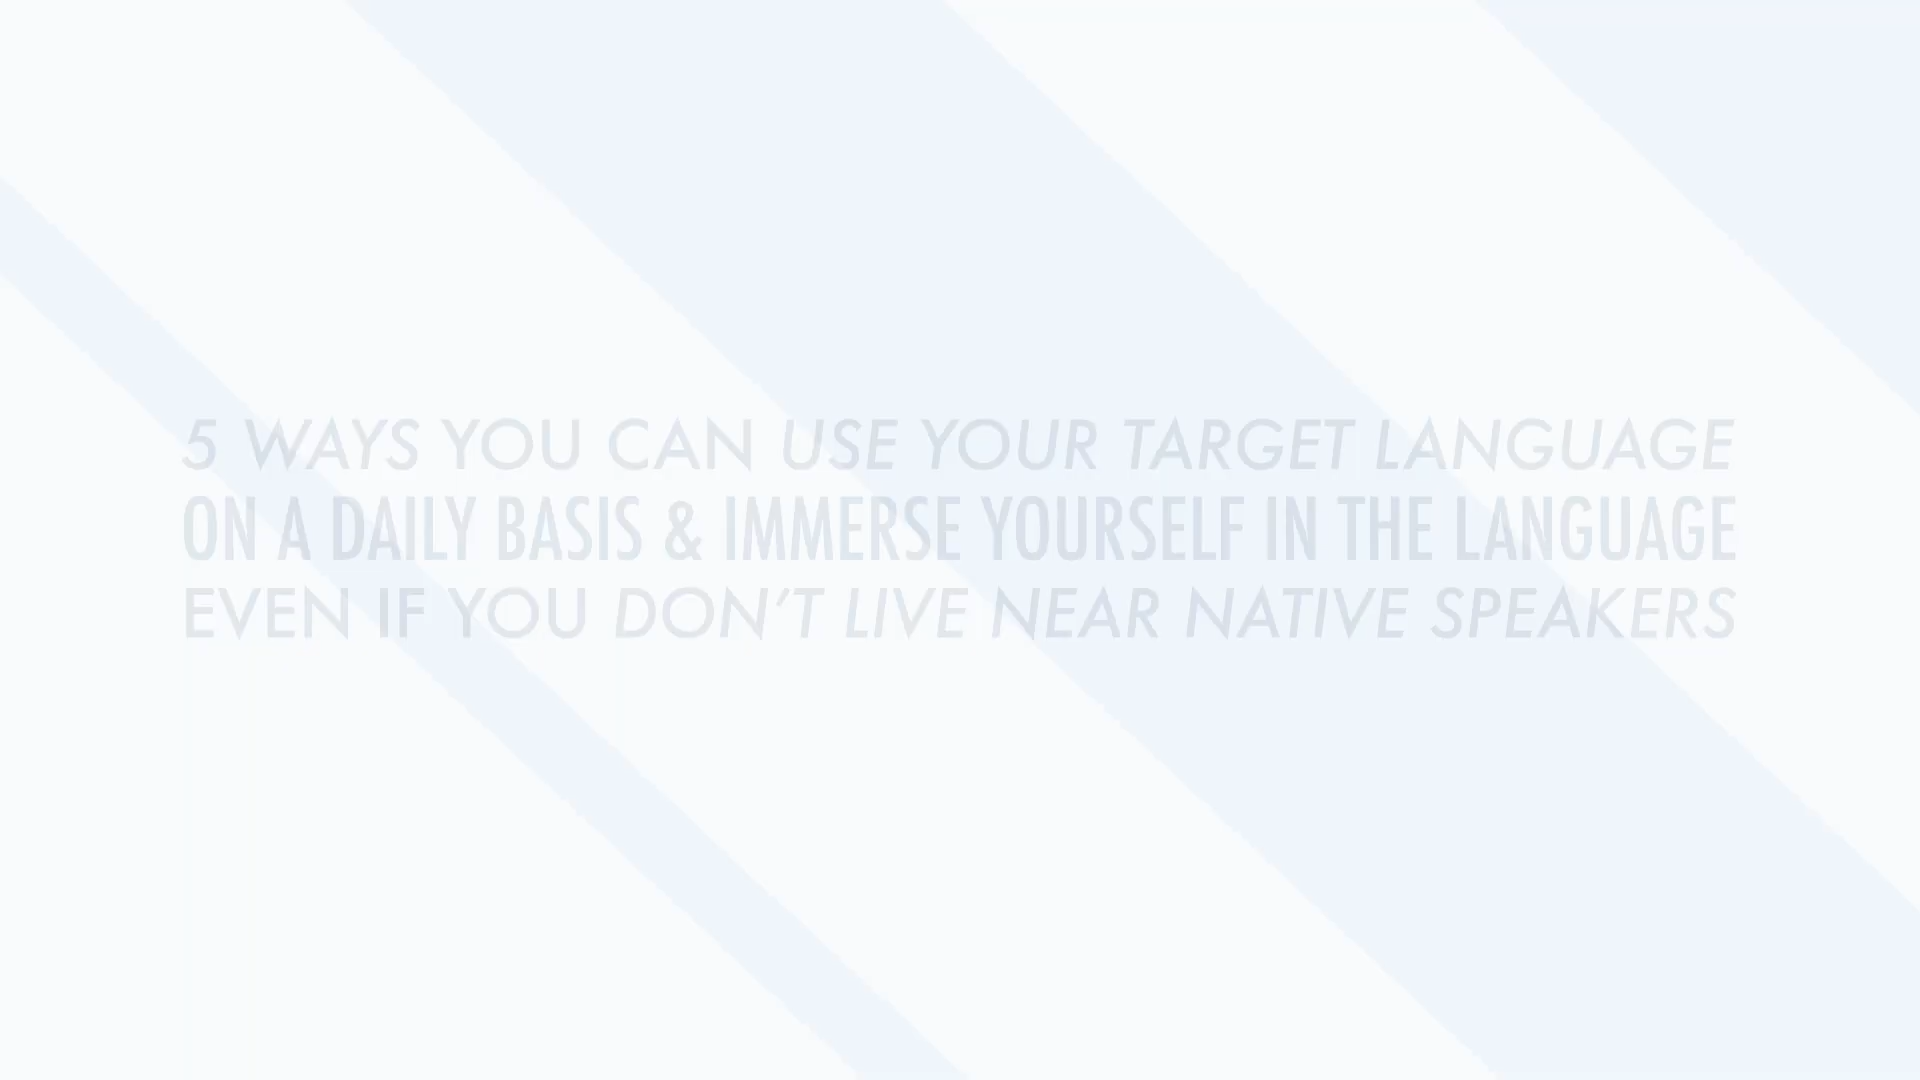 5 WAYS YOU CAN USE YOUR TARGET LANGUAGE
ON A DAILY BASIS & IMMERSE YOURSELF IN THE LANGUAGE
EVEN IF YOU DON'T LIVE NEAR NATIVE SPEAKERS